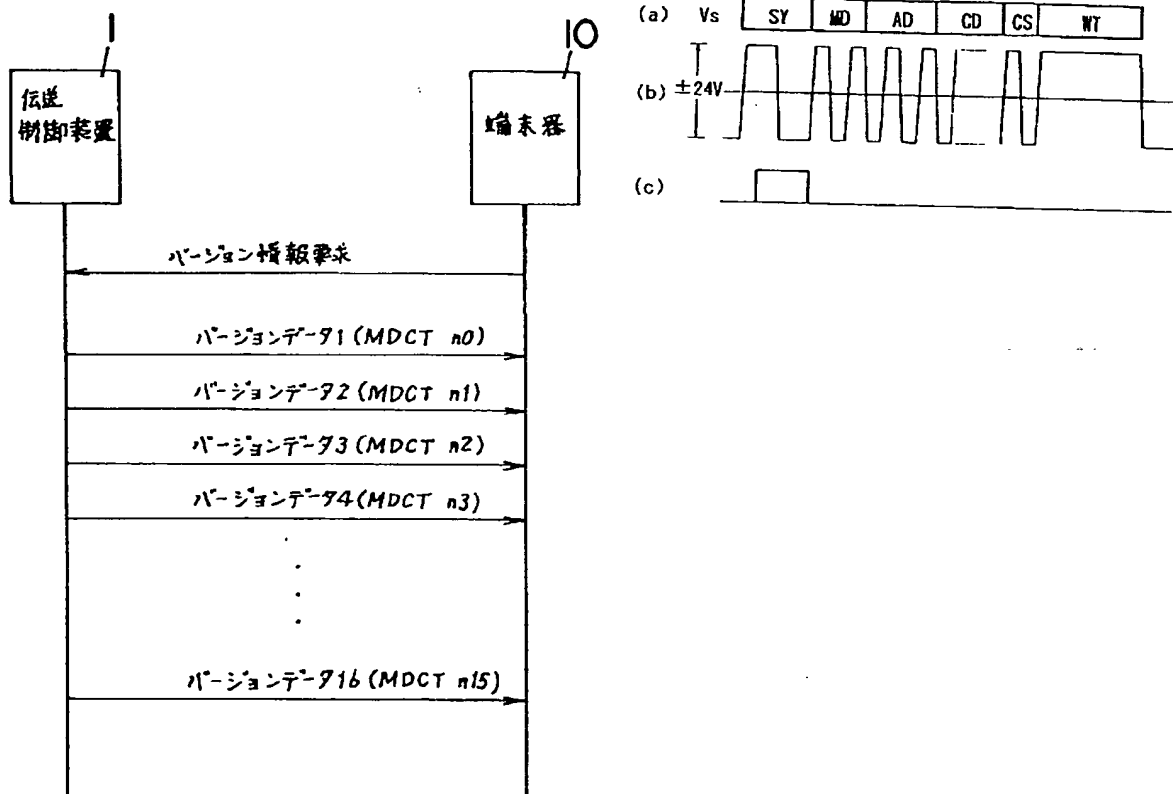 1
伝送
制御装置
10
端末器
バージョン情報要求
バージョンデータ1(MDCT n0)
バージョンデータ2(MDCT n1)
バージョンデータ3(MDCT n2)
バージョンデータ4(MDCT n3)
バージョンデータ16(MDCT n15)
(a) Vs SY MD AD CD CS WT
(b) ±24V
(c)